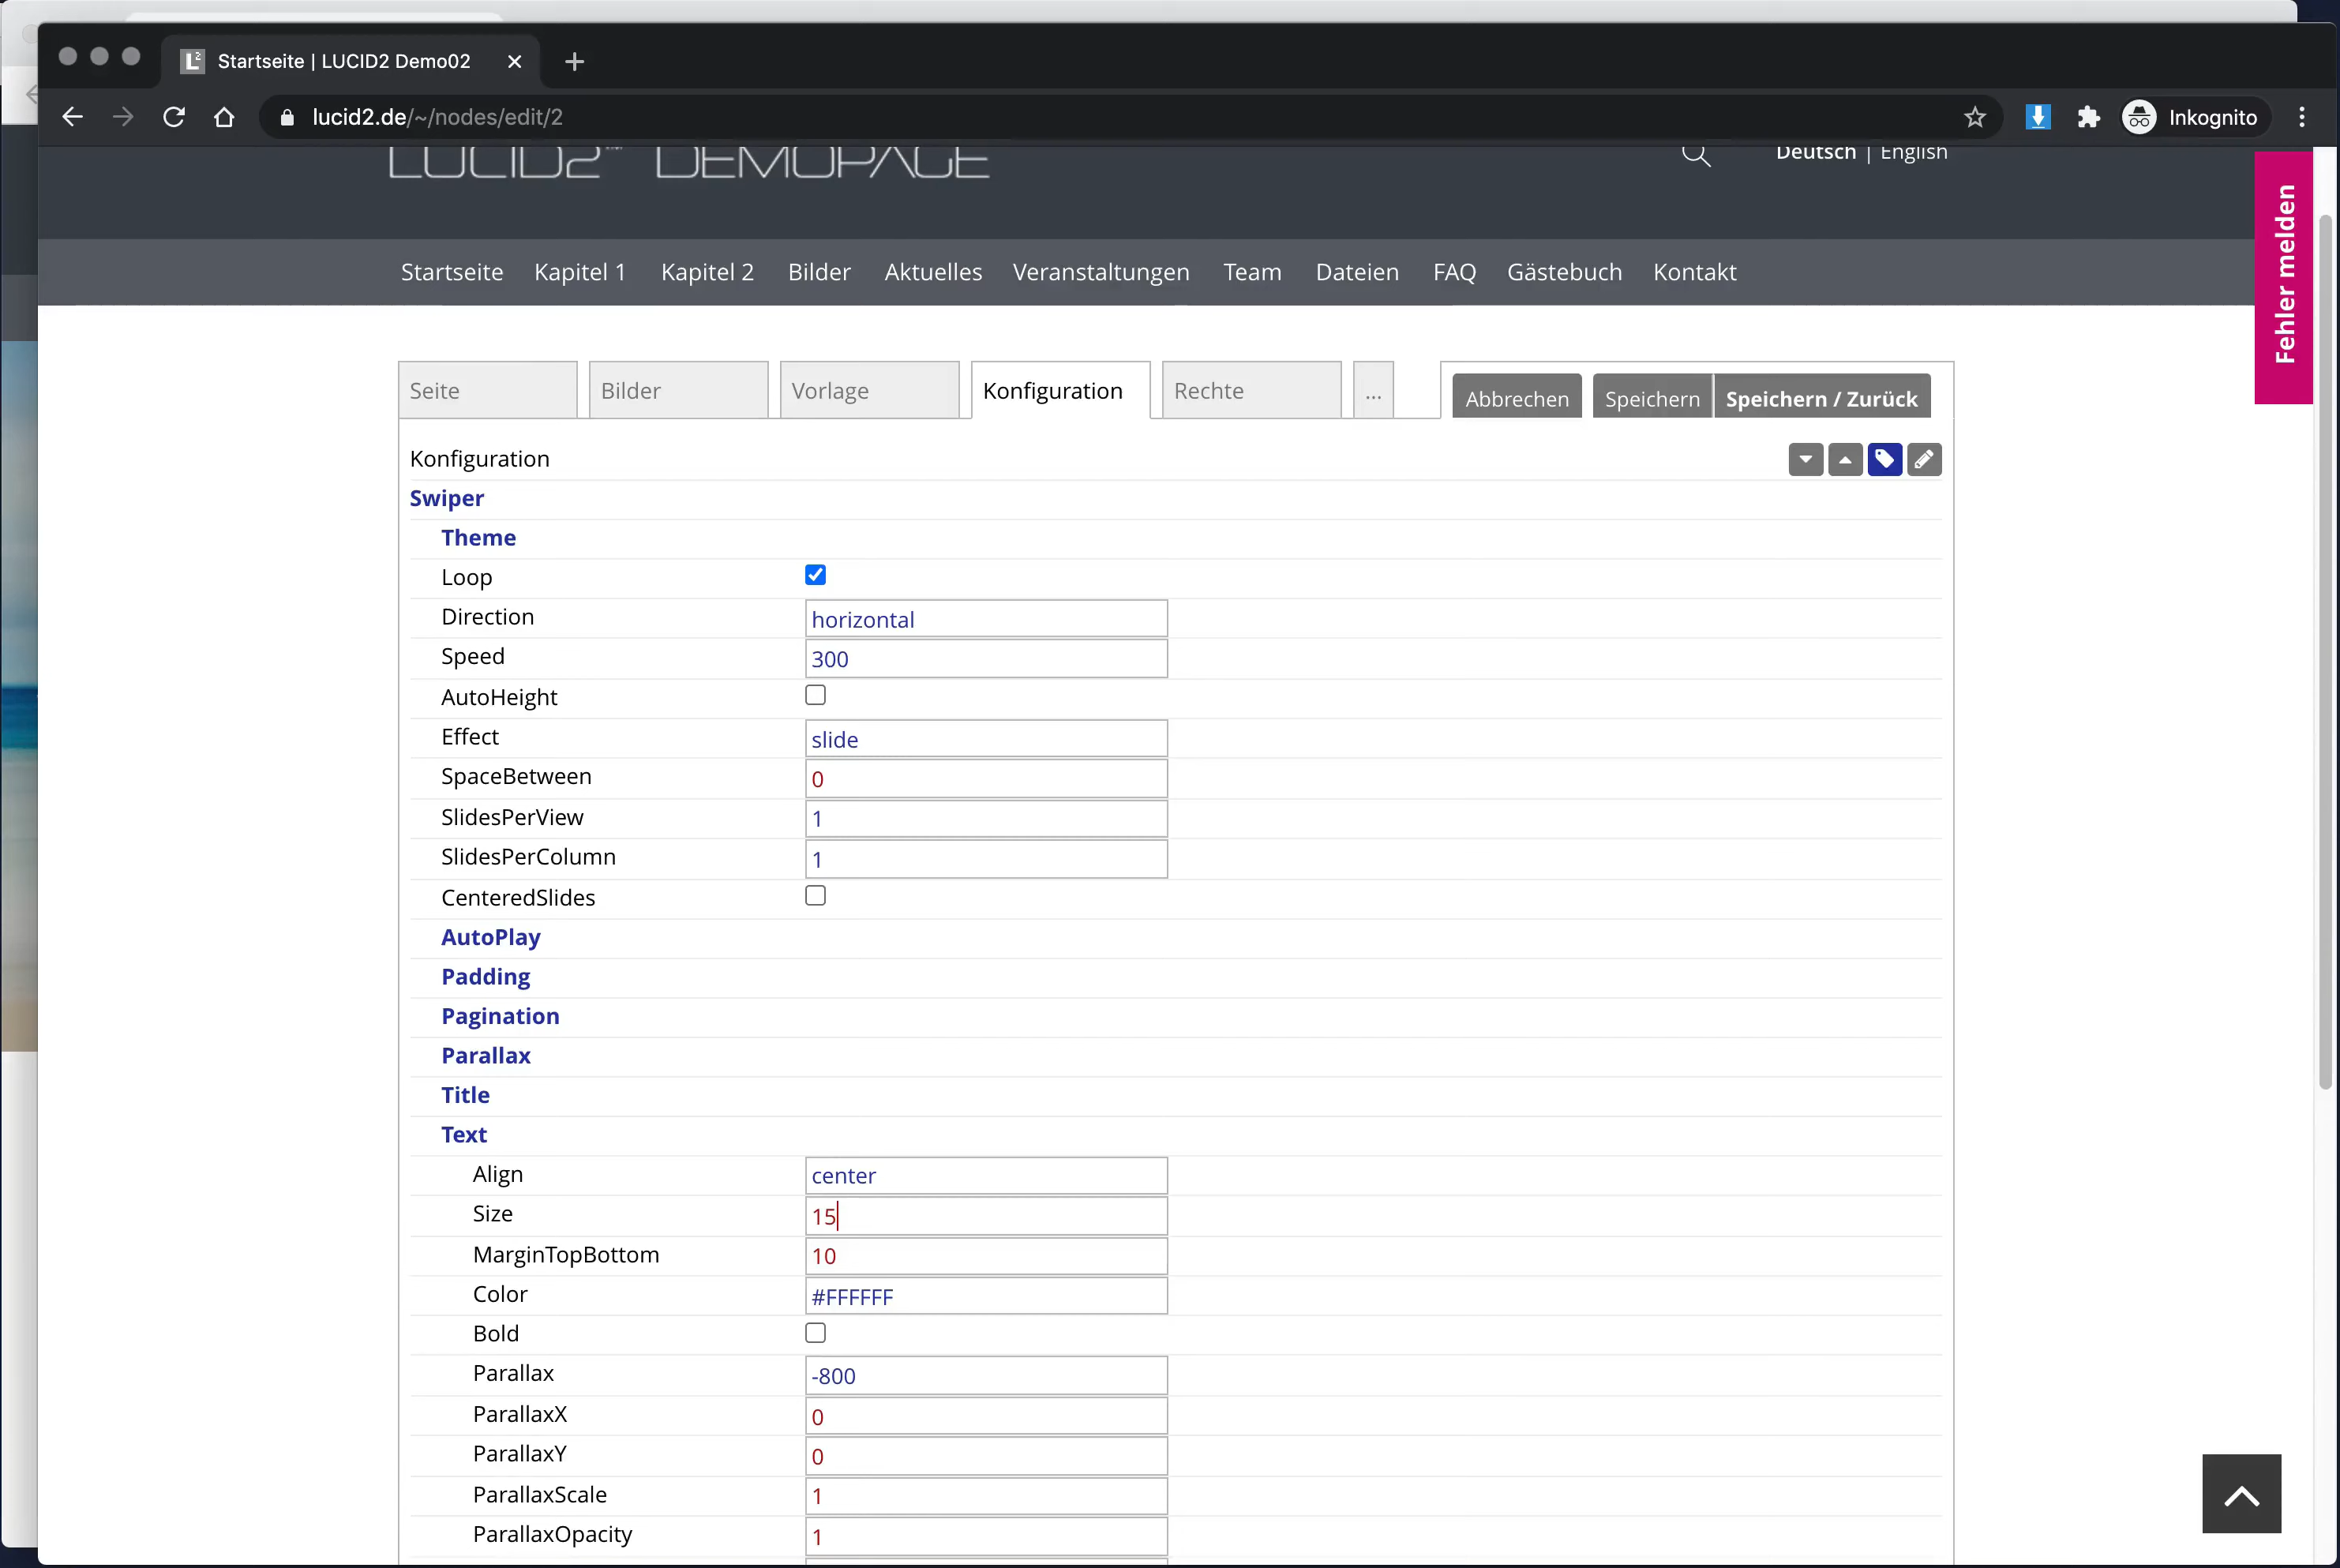 Startseite | LUCID2 Demo02
lucid2.de/~/nodes/edit/2
Inkognito
LUCID2 DEMOPAGE
Deutsch | English
Fehler melden
Startseite Kapitel 1 Kapitel 2 Bilder Aktuelles Veranstaltungen Team Dateien FAQ Gästebuch Kontakt
Seite Bilder Vorlage Konfiguration Rechte ... Abbrechen Speichern Speichern / Zurück
Konfiguration
Swiper
Theme
Loop
Direction horizontal
Speed 300
AutoHeight
Effect slide
SpaceBetween 0
SlidesPerView 1
SlidesPerColumn 1
CenteredSlides
AutoPlay
Padding
Pagination
Parallax
Title
Text
Align center
Size 15
MarginTopBottom 10
Color #FFFFFF
Bold
Parallax -800
ParallaxX 0
ParallaxY 0
ParallaxScale 1
ParallaxOpacity 1